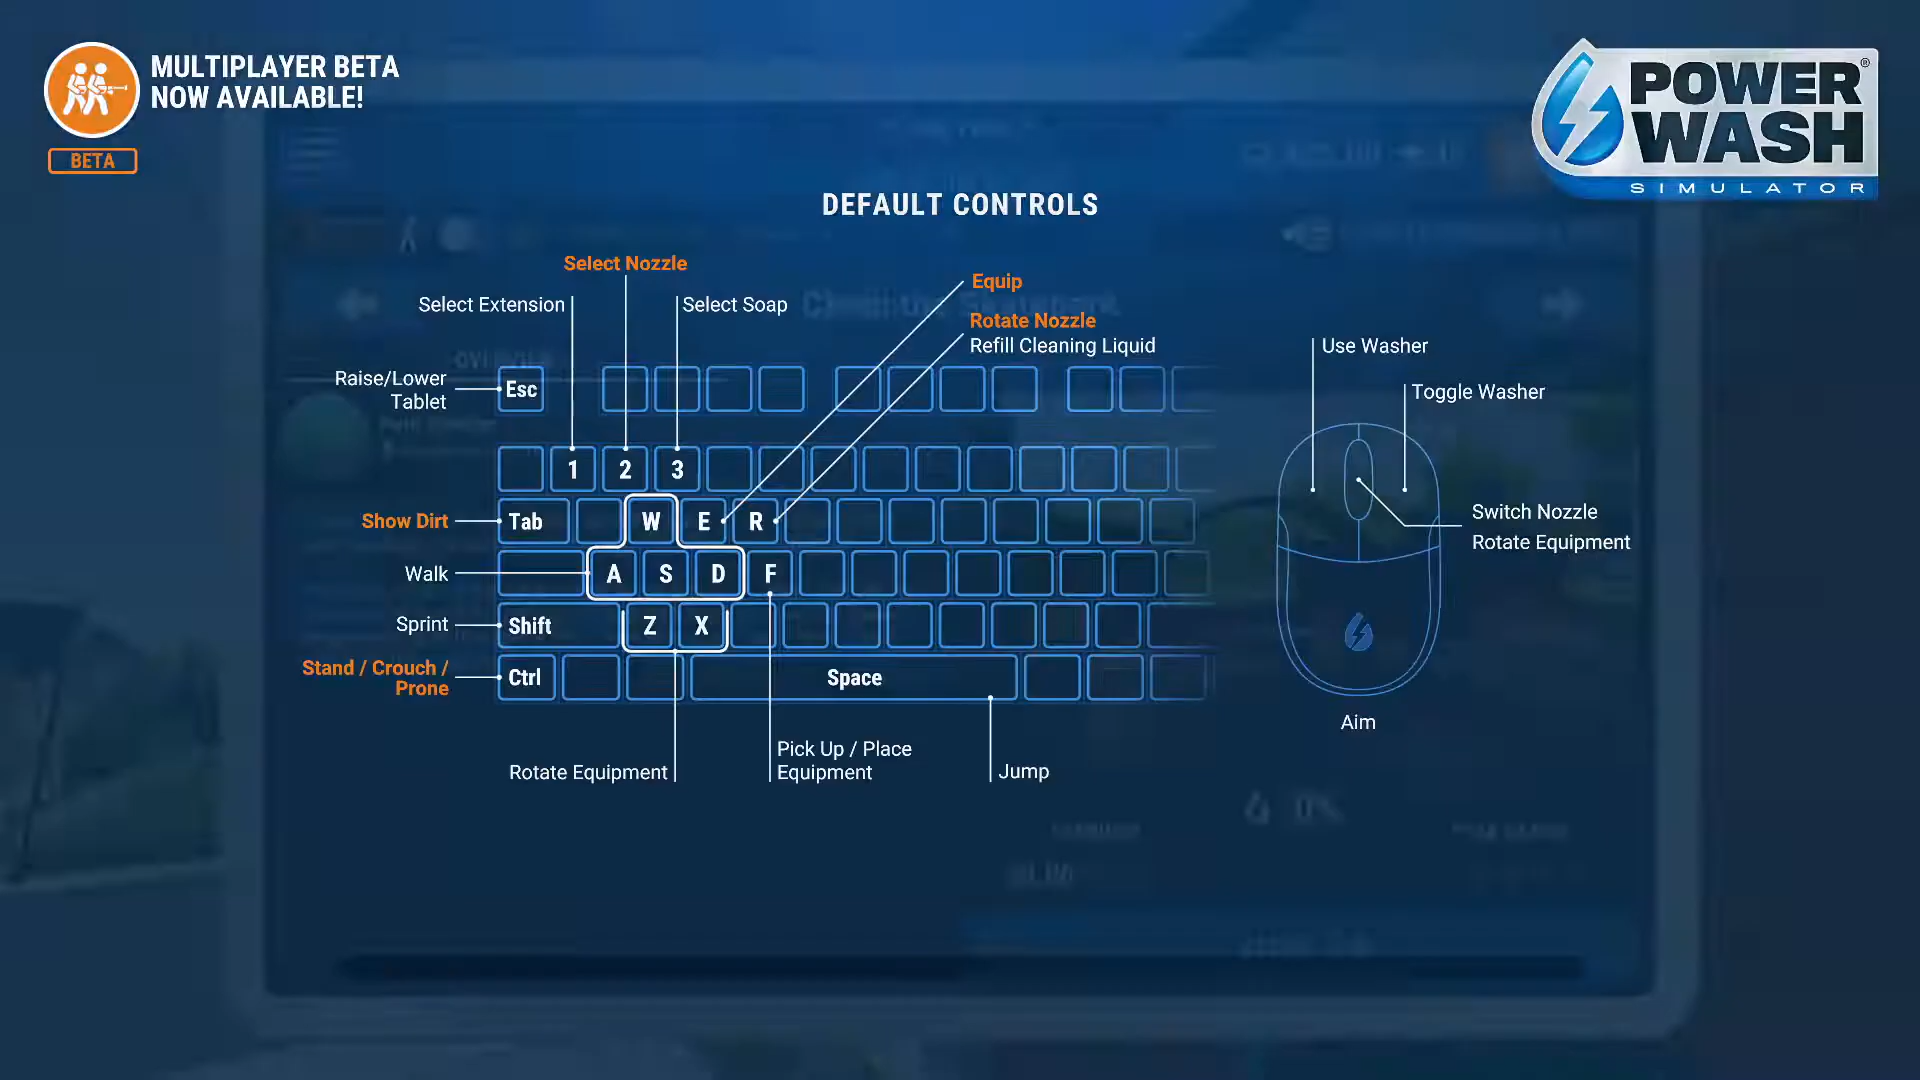 MULTIPLAYER BETA
NOW AVAILABLE!
BETA
POWER®
WASH
SIMULATOR
DEFAULT CONTROLS
Select Nozzle
Select Extension
Select Soap
Equip
Rotate Nozzle
Refill Cleaning Liquid
Raise/Lower
Tablet
Esc
1 2 3
Show Dirt
Tab W E R
Walk
A S D F
Sprint
Shift Z X
Stand / Crouch /
Prone
Ctrl Space
Rotate Equipment
Pick Up / Place
Equipment
Jump
Use Washer
Toggle Washer
Switch Nozzle
Rotate Equipment
Aim
0%